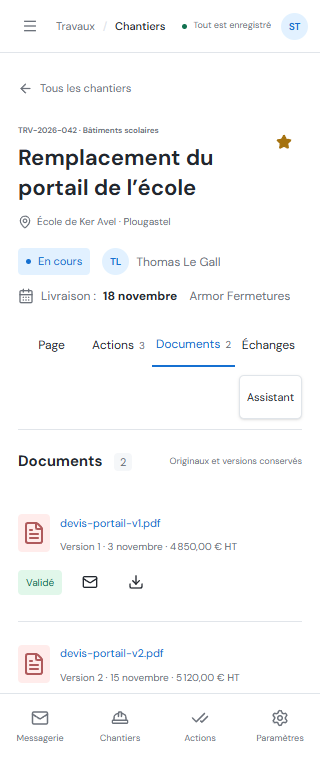 Travaux / Chantiers Tout est enregistré ST
Tous les chantiers
TRV-2026-042 · Bâtiments scolaires
Remplacement du
portail de l’école
École de Ker Avel · Plougastel
En cours TL Thomas Le Gall
Livraison : 18 novembre Armor Fermetures
Page Actions 3 Documents 2 Échanges
Assistant
Documents 2 Originaux et versions conservés
devis-portail-v1.pdf
Version 1 · 3 novembre · 4 850,00 € HT
Validé
devis-portail-v2.pdf
Version 2 · 15 novembre · 5 120,00 € HT
Messagerie Chantiers Actions Paramètres